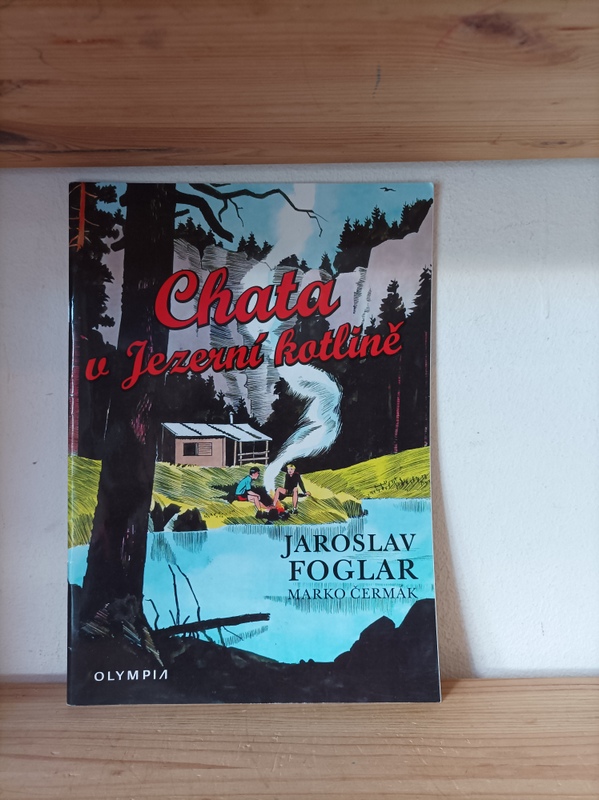 Chata
v Jezerní kotlině
JAROSLAV
FOGLAR
MARKO ČERMÁK
OLYMPIA